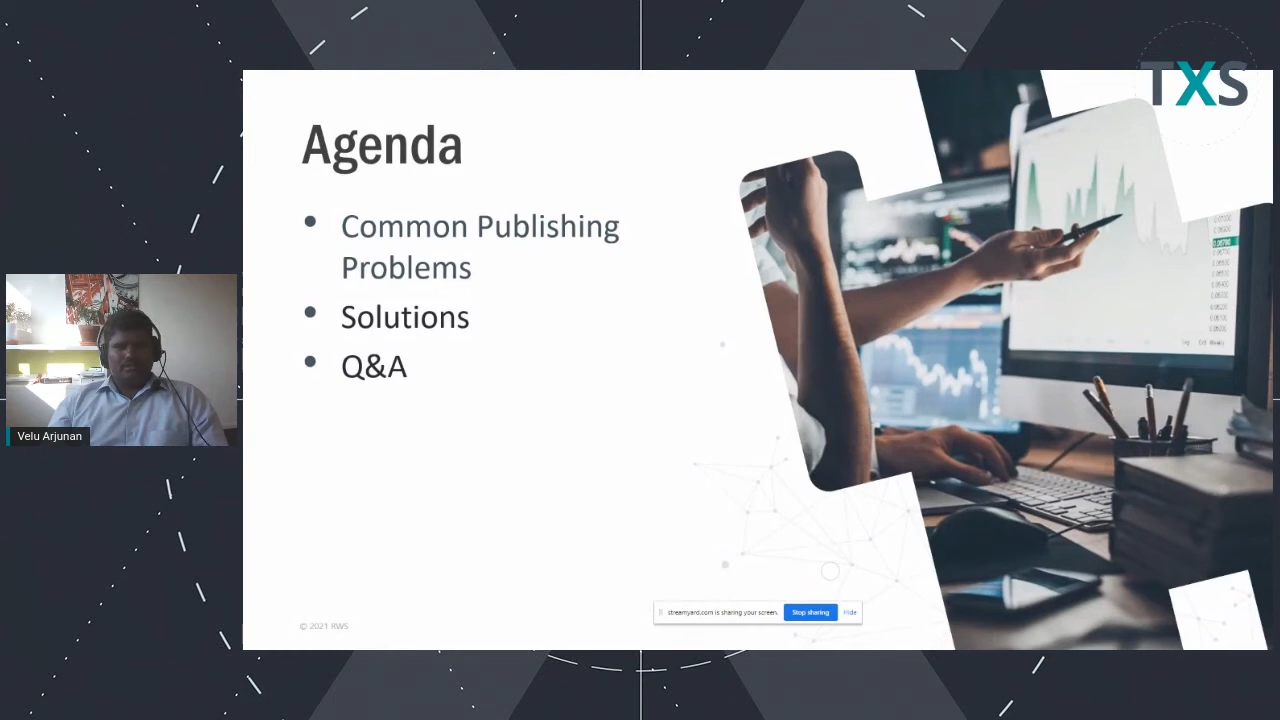 TXS
Agenda
Common Publishing
Problems
Solutions
Q&A
Velu Arjunan
streamyard.com is sharing your screen.
Stop sharing
Hide
© 2021 RWS